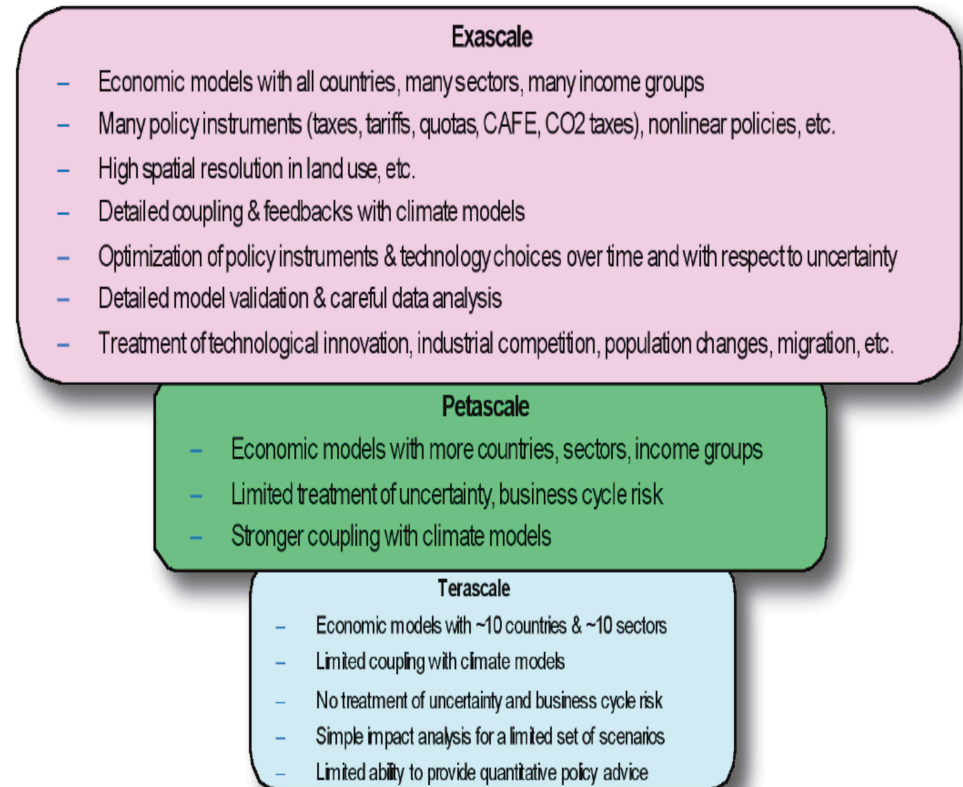 Exascale
– Economic models with all countries, many sectors, many income groups
– Many policy instruments (taxes, tariffs, quotas, CAFE, CO2 taxes), nonlinear policies, etc.
– High spatial resolution in land use, etc.
– Detailed coupling & feedbacks with climate models
– Optimization of policy instruments & technology choices over time and with respect to uncertainty
– Detailed model validation & careful data analysis
– Treatment of technological innovation, industrial competition, population changes, migration, etc.
Petascale
– Economic models with more countries, sectors, income groups
– Limited treatment of uncertainty, business cycle risk
– Stronger coupling with climate models
Terascale
– Economic models with ~10 countries & ~10 sectors
– Limited coupling with climate models
– No treatment of uncertainty and business cycle risk
– Simple impact analysis for a limited set of scenarios
– Limited ability to provide quantitative policy advice